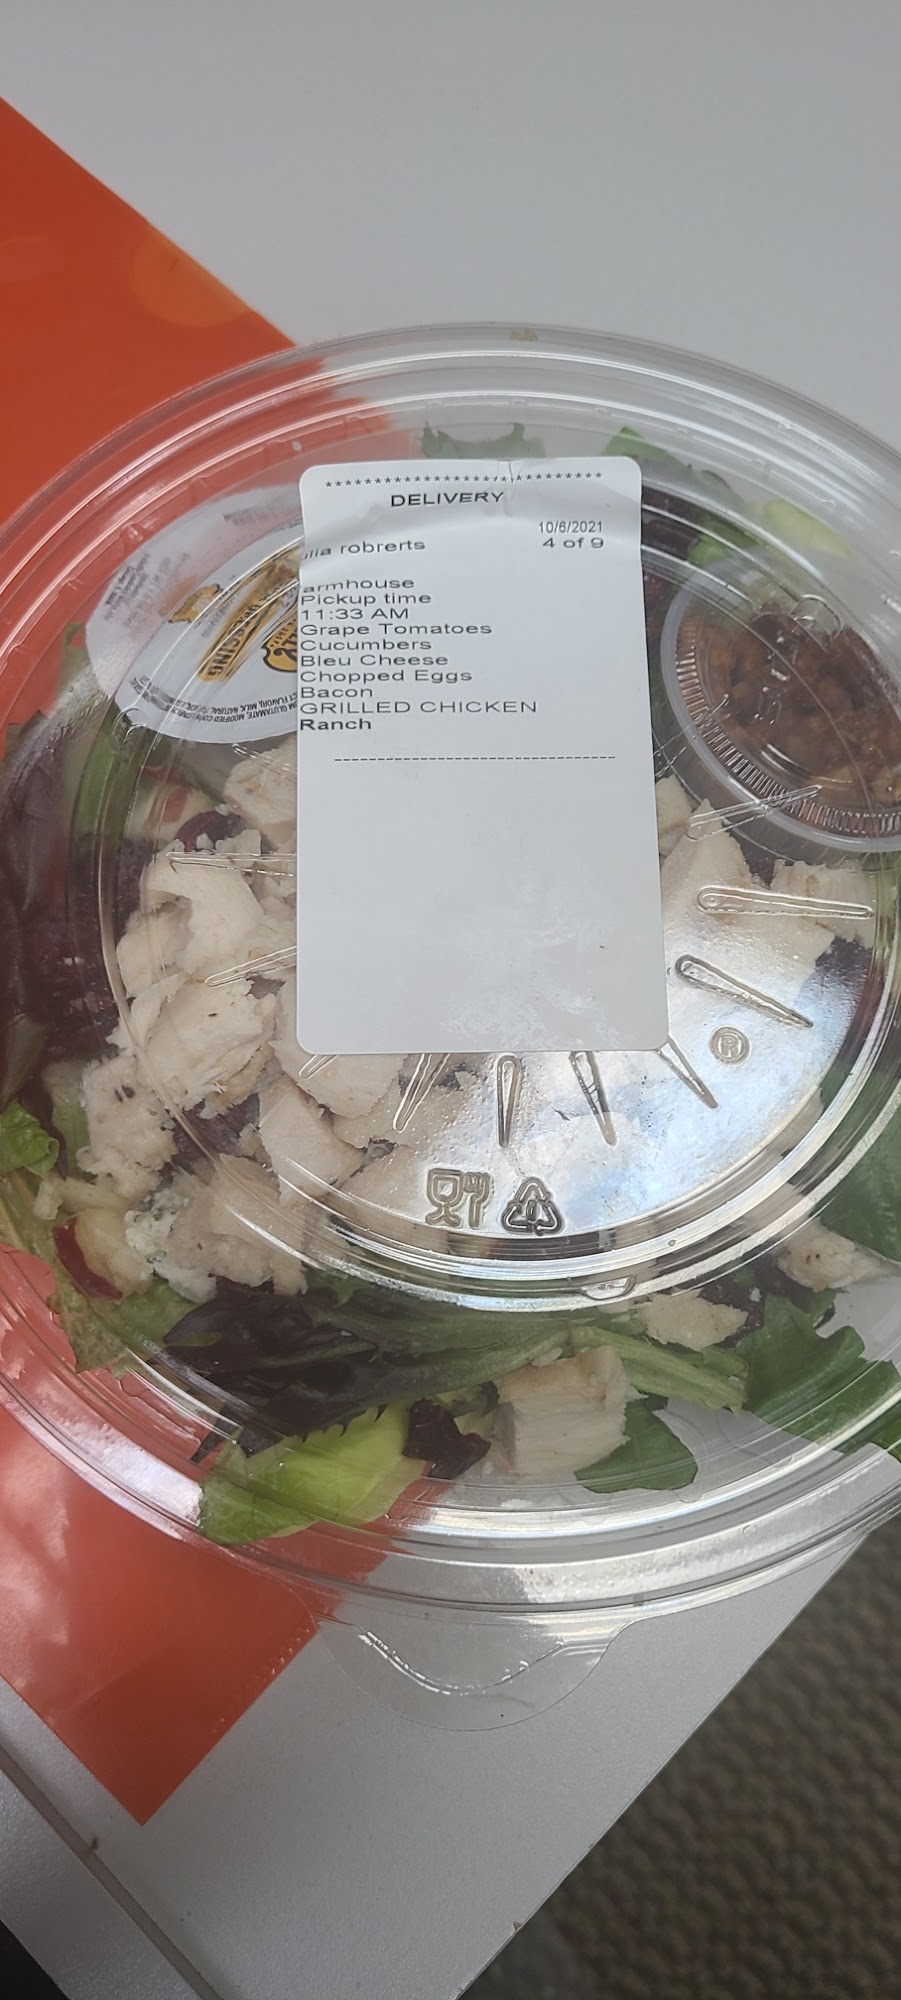 *****************************
DELIVERY
10/6/2021
robrerts 4 of 9
armhouse
Pickup time
11:33 AM
Grape Tomatoes
Cucumbers
Bleu Cheese
Chopped Eggs
Bacon
GRILLED CHICKEN
Ranch
--------------------------------
®